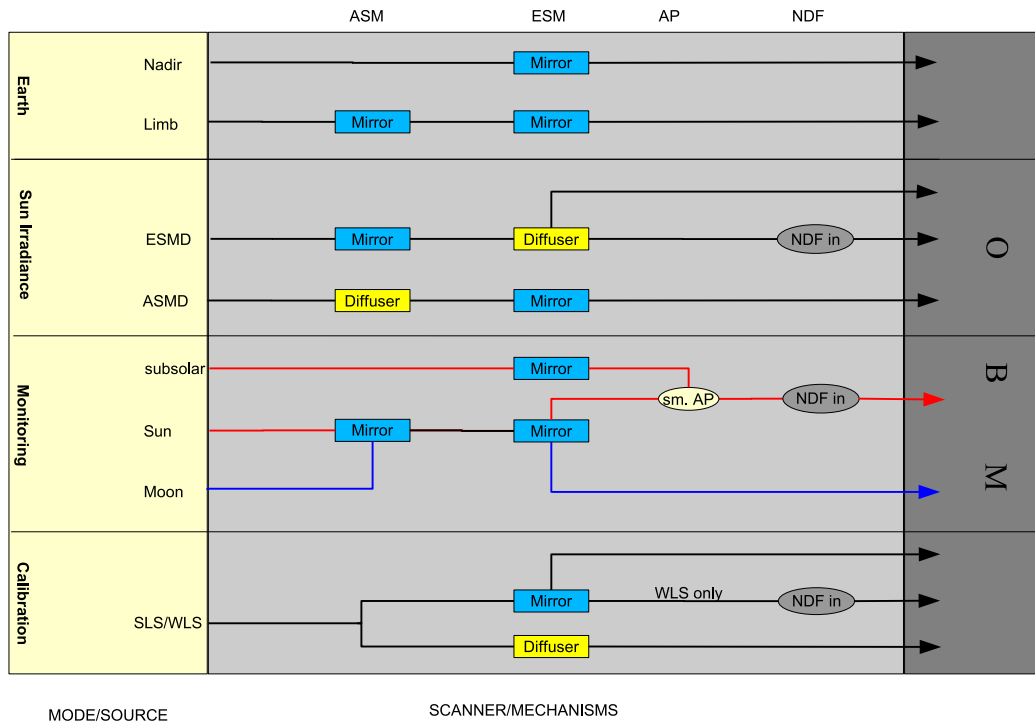 ASM ESM AP NDF
Earth
Nadir Mirror
Limb Mirror Mirror
Sun Irradiance
ESMD Mirror Diffuser NDF in
ASMD Diffuser Mirror
Monitoring
subsolar Mirror
sm. AP NDF in
Sun Mirror Mirror
Moon
Calibration
Mirror WLS only NDF in
SLS/WLS
Diffuser
O B M
MODE/SOURCE SCANNER/MECHANISMS